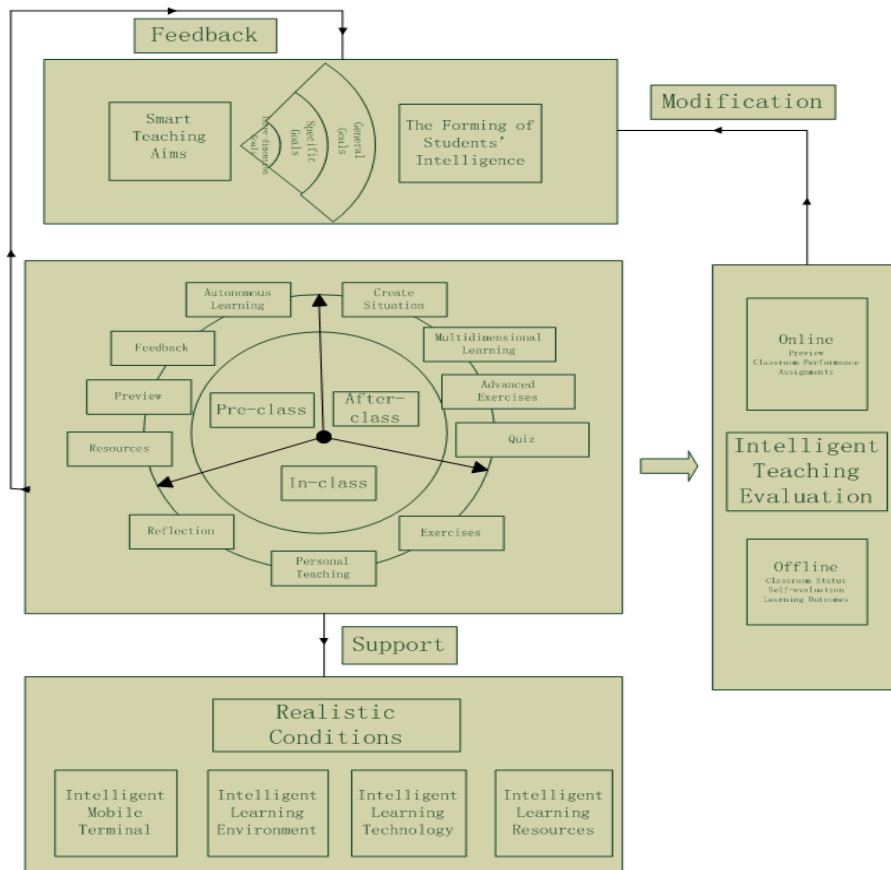 Feedback
Modification
Smart
Teaching
Aims
Three-dimension
Goals
Specific
Goals
General
Goals
The Forming of
Students'
Intelligence
Autonomous
Learning
Create
Situation
Feedback
Multidimensional
Learning
Preview
Advanced
Exercises
Resources
Quiz
Pre-class
After-
class
In-class
Reflection
Exercises
Personal
Teaching
Online
Preview
Classroom Performance
Assignments
Intelligent
Teaching
Evaluation
Offline
Classroom Status
Self-evaluation
Learning Outcomes
Support
Realistic
Conditions
Intelligent
Mobile
Terminal
Intelligent
Learning
Environment
Intelligent
Learning
Technology
Intelligent
Learning
Resources